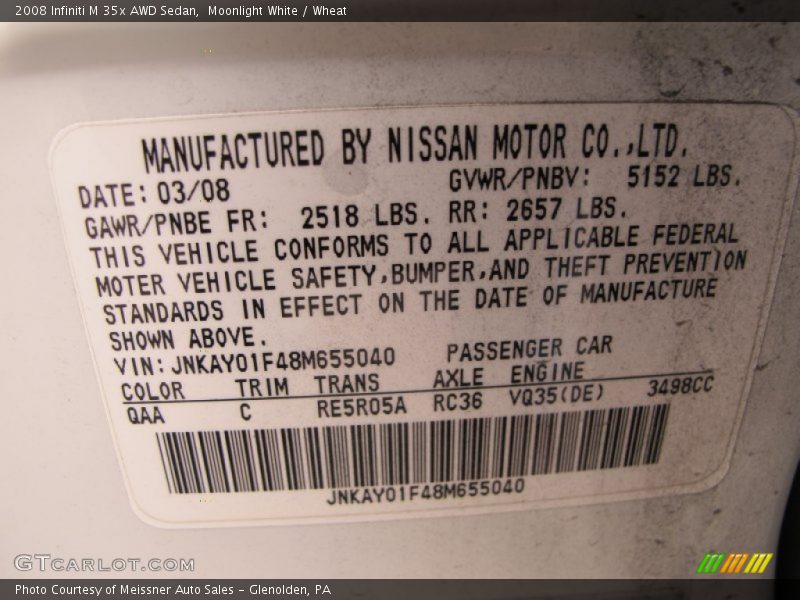 2008 Infiniti M 35x AWD Sedan,  Moonlight White / Wheat
MANUFACTURED BY NISSAN MOTOR CO.,LTD.
DATE: 03/08 GVWR/PNBV: 5152 LBS.
GAWR/PNBE FR: 2518 LBS. RR: 2657 LBS.
THIS VEHICLE CONFORMS TO ALL APPLICABLE FEDERAL
MOTER VEHICLE SAFETY,BUMPER,AND THEFT PREVENTION
STANDARDS IN EFFECT ON THE DATE OF MANUFACTURE
SHOWN ABOVE.
VIN: JNKAY01F48M655040 PASSENGER CAR
COLOR TRIM TRANS AXLE ENGINE
QAA C RE5R05A RC36 VQ35(DE) 3498CC
JNKAY01F48M655040
GTCARLOT.COM
Photo Courtesy of Meissner Auto Sales - Glenolden, PA